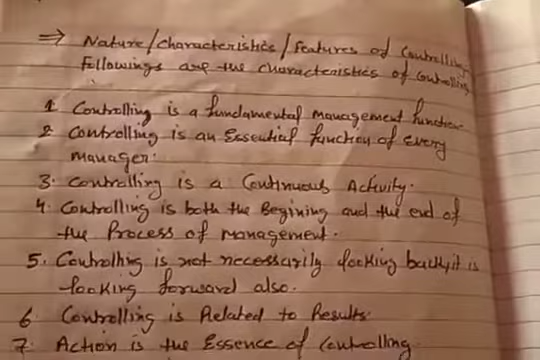 ⇒ Nature/characteristics/features of Controlling
followings are the characteristics of Controlling
1. Controlling is a fundamental management function.
2. Controlling is an Essential function of every
manager.
3. Controlling is a Continuous Activity.
4. Controlling is both the Begining and the end of
the Process of management.
5. Controlling is not necessarily looking back, it is
looking forward also.
6 Controlling is Related to Results.
7. Action is the Essence of Controlling.